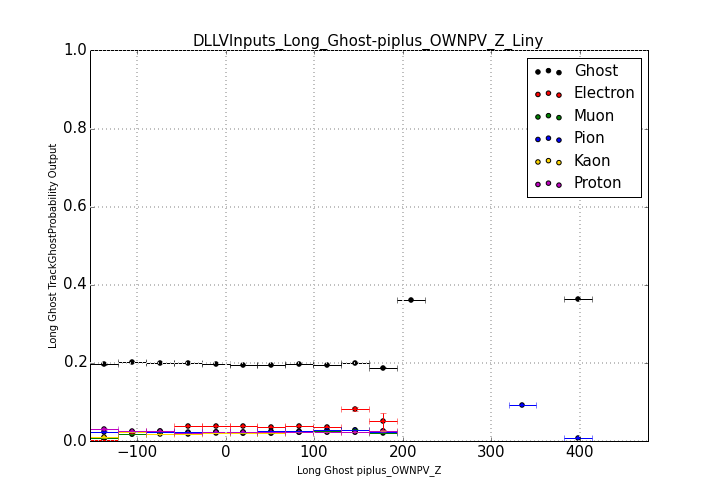 DLLVInputs_Long_Ghost-piplus_OWNPV_Z_Liny
1.0
0.8
0.6
0.4
0.2
0.0
Long Ghost TrackGhostProbability Output
Ghost
Electron
Muon
Pion
Kaon
Proton
−100 0 100 200 300 400
Long Ghost piplus_OWNPV_Z